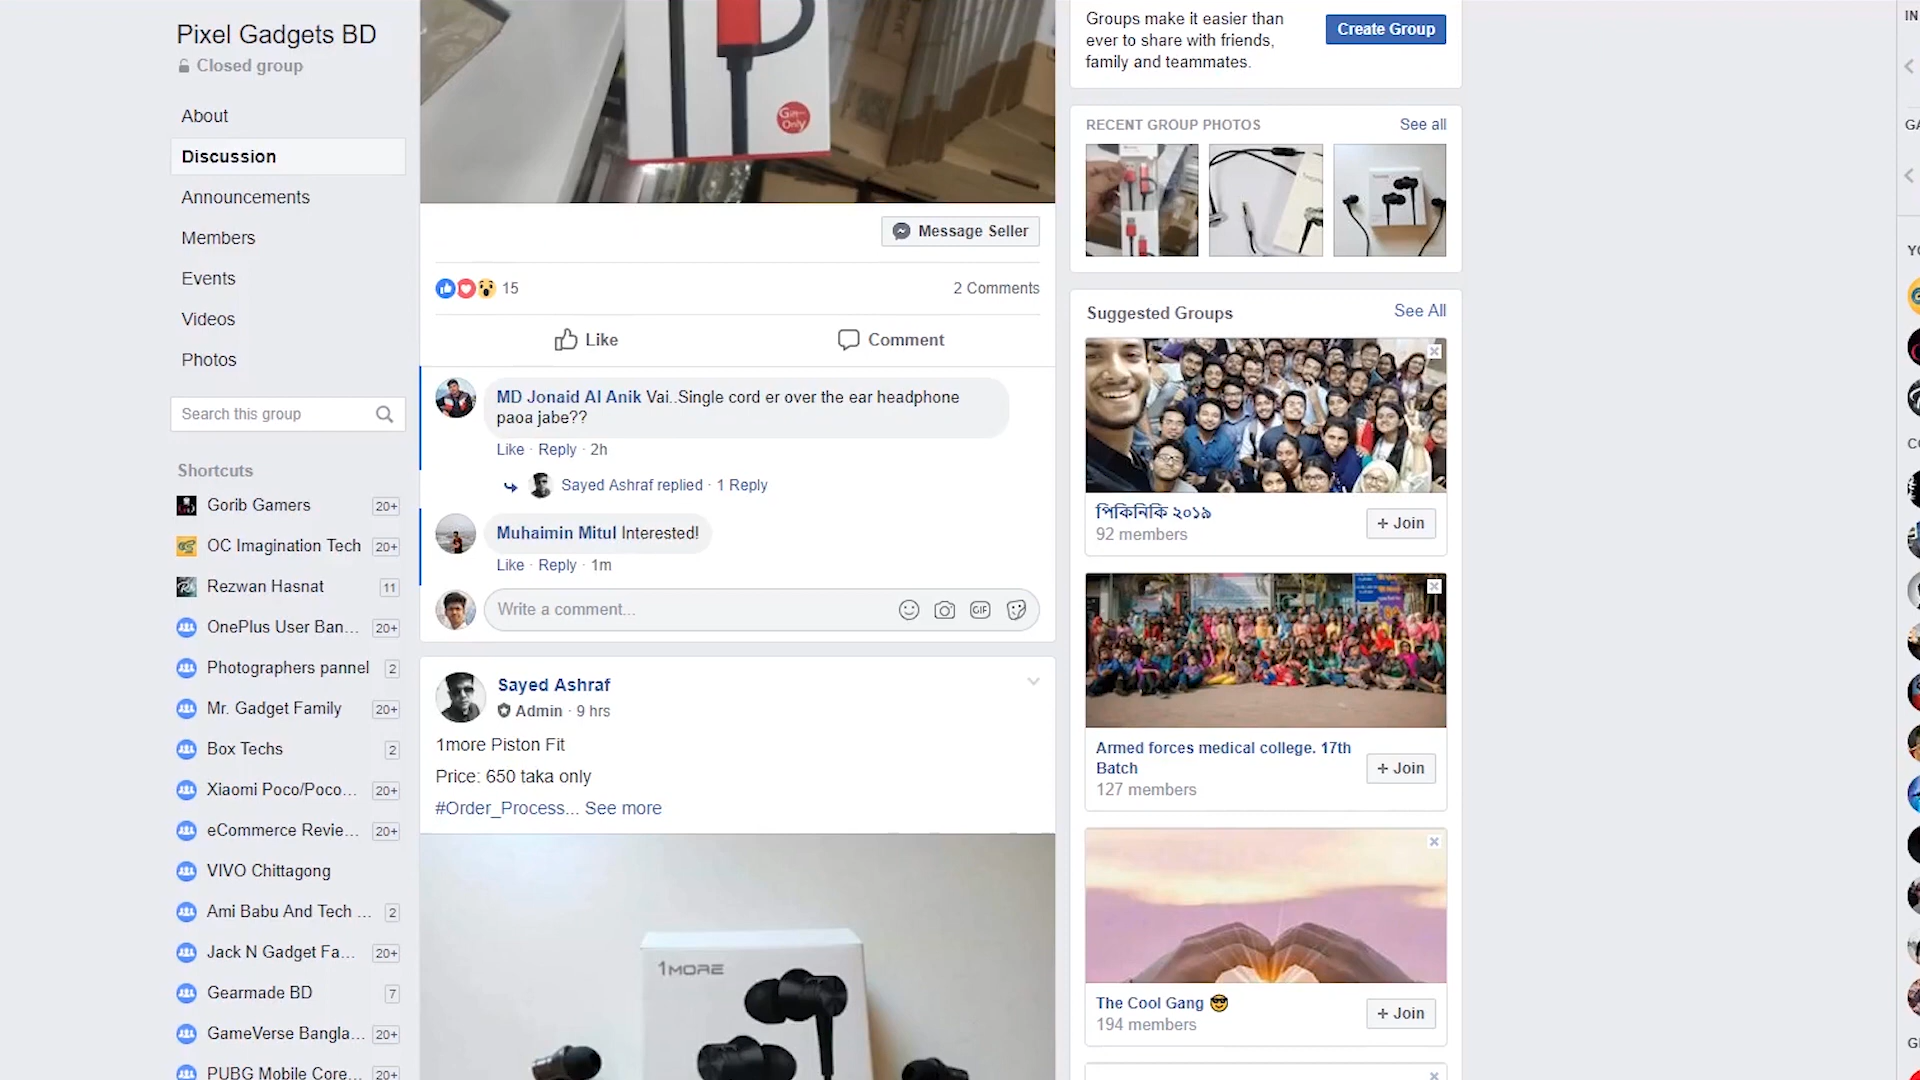 Pixel Gadgets BD
Closed group
About
Discussion
Announcements
Members
Events
Videos
Photos
Search this group
Shortcuts
Gorib Gamers 20+
OC Imagination Tech 20+
Rezwan Hasnat 11
OnePlus User Ban... 20+
Photographers pannel 2
Mr. Gadget Family 20+
Box Techs 2
Xiaomi Poco/Poco... 20+
eCommerce Revie... 20+
VIVO Chittagong
Ami Babu And Tech ... 2
Jack N Gadget Fa... 20+
Gearmade BD 7
GameVerse Bangla... 20+
PUBG Mobile Core... 20+
Only
Message Seller
15
2 Comments
Like
Comment
MD Jonaid Al Anik Vai..Single cord er over the ear headphone
paoa jabe??
Like · Reply · 2h
Sayed Ashraf replied · 1 Reply
Muhaimin Mitul Interested!
Like · Reply · 1m
Write a comment...
GIF
Sayed Ashraf
Admin · 9 hrs
1more Piston Fit
Price: 650 taka only
#Order_Process... See more
1MORE
Groups make it easier than
ever to share with friends,
family and teammates.
Create Group
RECENT GROUP PHOTOS
See all
Suggested Groups
See All
পিকিনিকি ২০১৯
92 members
+ Join
Armed forces medical college. 17th
Batch
127 members
+ Join
The Cool Gang 😎
194 members
+ Join